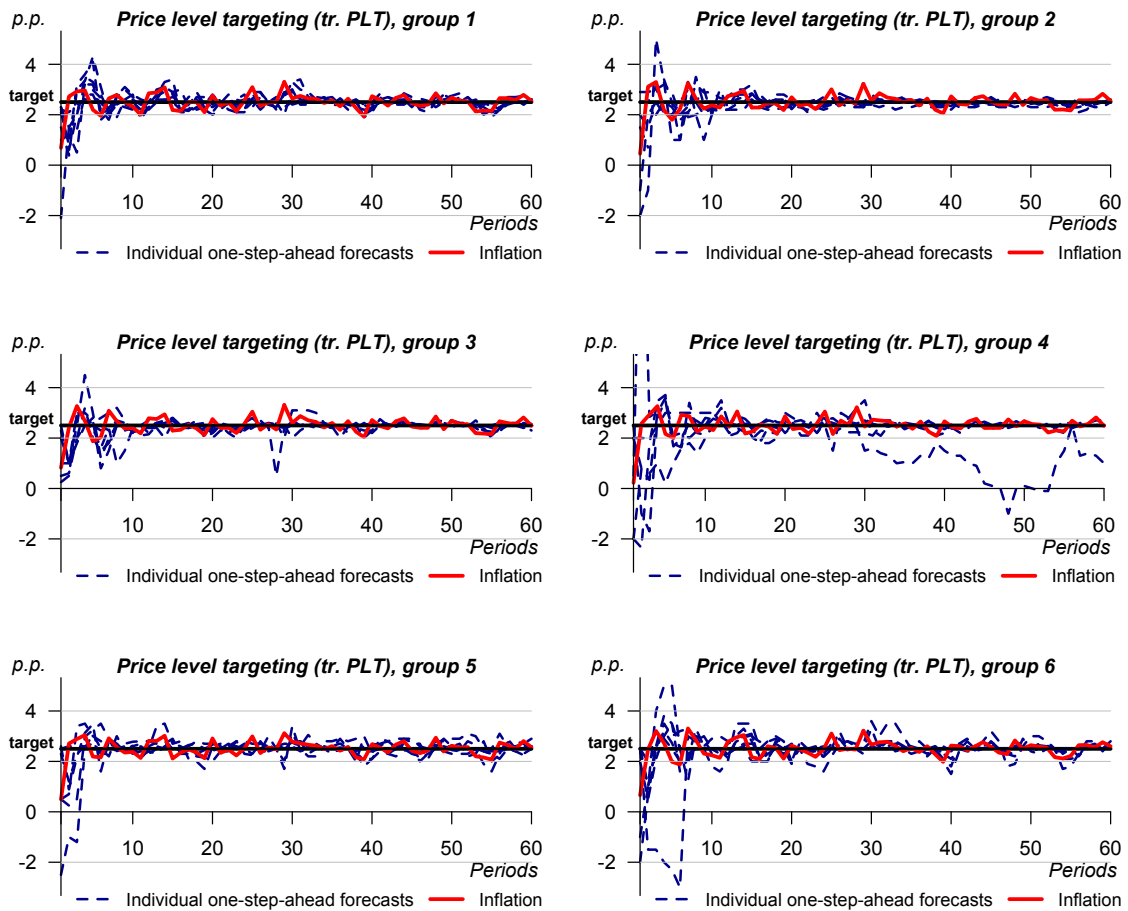 p.p. Price level targeting (tr. PLT), group 1
4
target
2
0
10 20 30 40 50 60
-2
Periods
Individual one-step-ahead forecasts Inflation
p.p. Price level targeting (tr. PLT), group 2
4
target
2
0
10 20 30 40 50 60
-2
Periods
Individual one-step-ahead forecasts Inflation
p.p. Price level targeting (tr. PLT), group 3
4
target
2
0
10 20 30 40 50 60
-2
Periods
Individual one-step-ahead forecasts Inflation
p.p. Price level targeting (tr. PLT), group 4
4
target
2
0
10 20 30 40 50 60
-2
Periods
Individual one-step-ahead forecasts Inflation
p.p. Price level targeting (tr. PLT), group 5
4
target
2
0
10 20 30 40 50 60
-2
Periods
Individual one-step-ahead forecasts Inflation
p.p. Price level targeting (tr. PLT), group 6
4
target
2
0
10 20 30 40 50 60
-2
Periods
Individual one-step-ahead forecasts Inflation